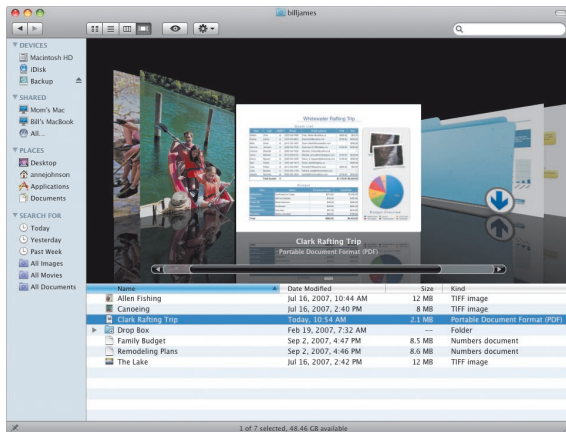 billjames
DEVICES
Macintosh HD
iDisk
Backup
SHARED
Mom's Mac
Bill's MacBook
All...
PLACES
Desktop
annejohnson
Applications
Documents
SEARCH FOR
Today
Yesterday
Past Week
All Images
All Movies
All Documents
Whitewater Rafting Trip
Clark Rafting Trip
Portable Document Format (PDF)
Name Date Modified Size Kind
Allen Fishing Jul 16, 2007, 10:44 AM 12 MB TIFF image
Canoeing Jul 16, 2007, 2:40 PM 8 MB TIFF image
Clark Rafting Trip Today, 10:54 AM 2.1 MB Portable Document Format (PDF)
Drop Box Feb 19, 2007, 7:32 AM -- Folder
Family Budget Sep 2, 2007, 4:47 PM 8.5 MB Numbers document
Remodeling Plans Sep 2, 2007, 4:46 PM 8.6 MB Numbers document
The Lake Jul 16, 2007, 2:42 PM 12 MB TIFF image
1 of 7 selected, 48.46 GB available